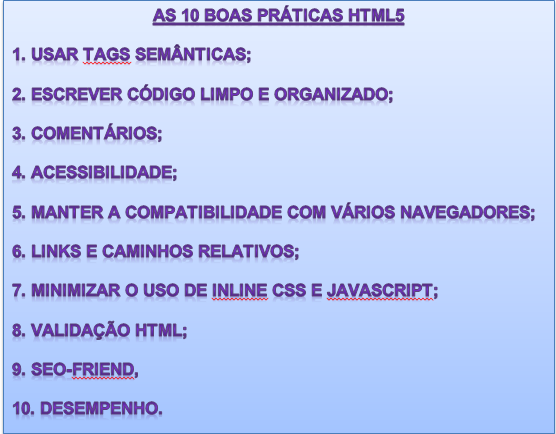 AS 10 BOAS PRÁTICAS HTML5
1. USAR TAGS SEMÂNTICAS;
2. ESCREVER CÓDIGO LIMPO E ORGANIZADO;
3. COMENTÁRIOS;
4. ACESSIBILIDADE;
5. MANTER A COMPATIBILIDADE COM VÁRIOS NAVEGADORES;
6. LINKS E CAMINHOS RELATIVOS;
7. MINIMIZAR O USO DE INLINE CSS E JAVASCRIPT;
8. VALIDAÇÃO HTML;
9. SEO-FRIEND,
10. DESEMPENHO.